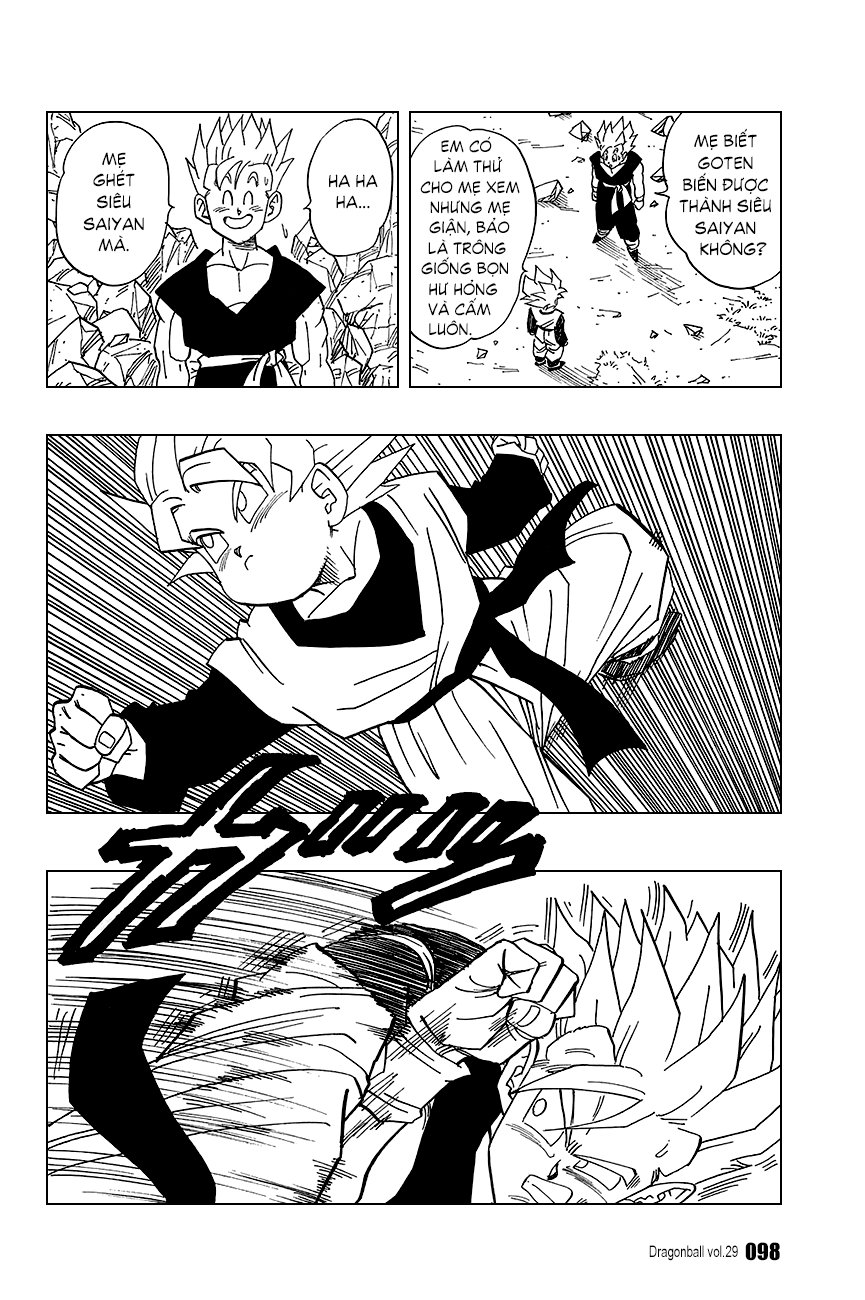 MẸ BIẾT
GOTEN
BIẾN ĐƯỢC
THÀNH SIÊU
SAIYAN
KHÔNG?
EM CÓ
LÀM THỬ
CHO MẸ XEM
NHƯNG MẸ
GIẬN, BẢO
LÀ TRÔNG
GIỐNG BỌN
HƯ HỎNG
VÀ CẤM
LUÔN.
HA HA
HA...
MẸ
GHÉT
SIÊU
SAIYAN
MÀ.
Dragonball vol.29 098